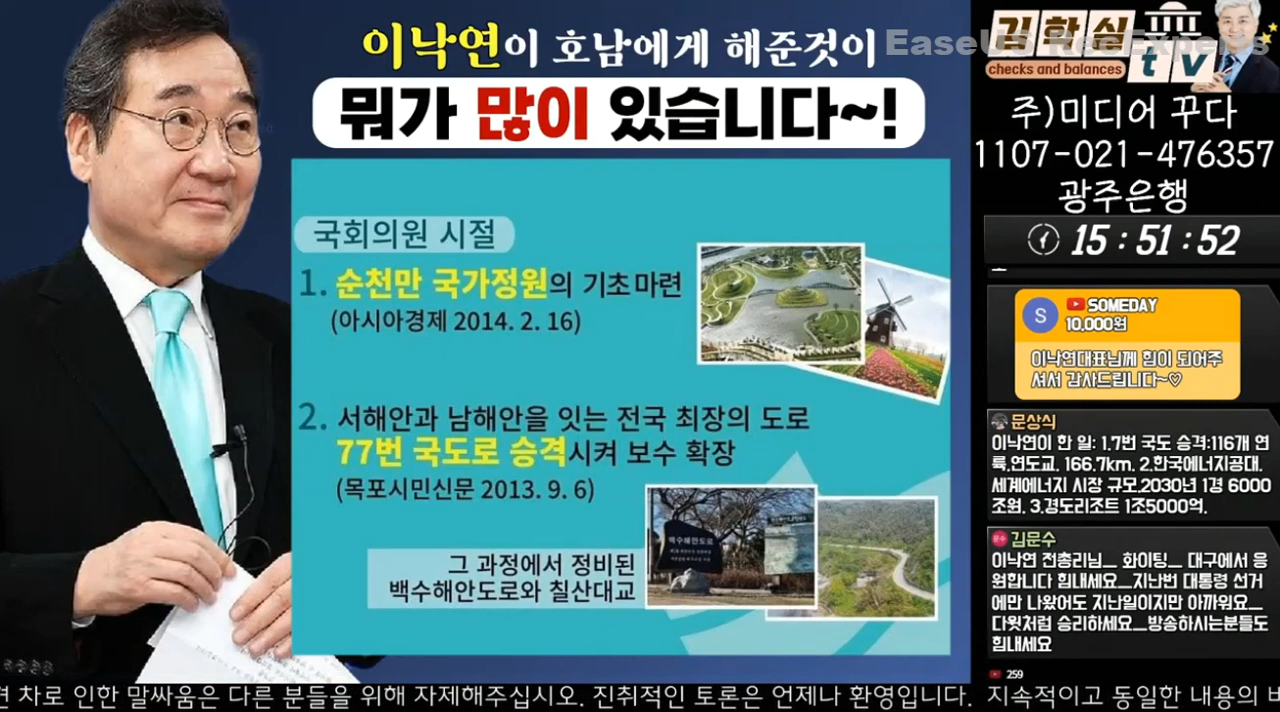 이낙연이 호남에게 해준것이
뭐가 많이 있습니다~!
국회의원 시절
1. 순천만 국가정원의 기초마련
(아시아경제 2014. 2. 16)
2. 서해안과 남해안을 잇는 전국 최장의 도로
77번 국도로 승격시켜 보수 확장
(목포시민신문 2013. 9. 6)
백수해안도로
그 과정에서 정비된
백수해안도로와 칠산대교
EaseUS RecExperts
김학실
checks and balances
tv
주)미디어 꾸다
1107-021-476357
광주은행
15 : 51 : 52
S
SOMEDAY
10,000원
이낙연대표님께 힘이 되어주
셔서 감사드립니다~♡
문상식
이낙연이 한 일: 1.7번 국도 승격:116개 연
륙,연도교. 166.7km. 2.한국에너지공대.
세계에너지 시장 규모.2030년 1경 6000
조원. 3.경도리조트 1조5000억.
문수
김문수
이낙연 전총리님__ 화이팅__ 대구에서 응
원합니다 힘내세요__지난번 대통령 선거
에만 나왔어도 지난일이지만 아까워요__
다윗처럼 승리하세요__방송하시는분들도
힘내세요
259
견 차로 인한 말싸움은 다른 분들을 위해 자제해주십시오. 진취적인 토론은 언제나 환영입니다. 지속적이고 동일한 내용의 비